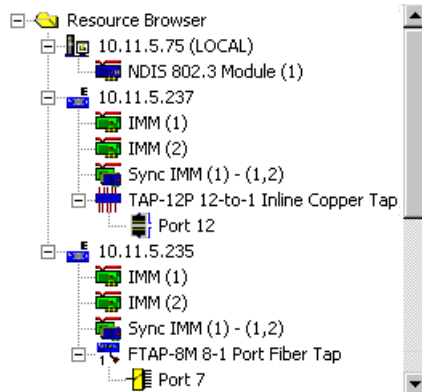 Resource Browser
10.11.5.75 (LOCAL)
NDIS 802.3 Module (1)
E 10.11.5.237
IMM (1)
IMM (2)
Sync IMM (1) - (1,2)
TAP-12P 12-to-1 Inline Copper Tap
Port 12
E 10.11.5.235
IMM (1)
IMM (2)
Sync IMM (1) - (1,2)
1 FTAP-8M 8-1 Port Fiber Tap
Port 7